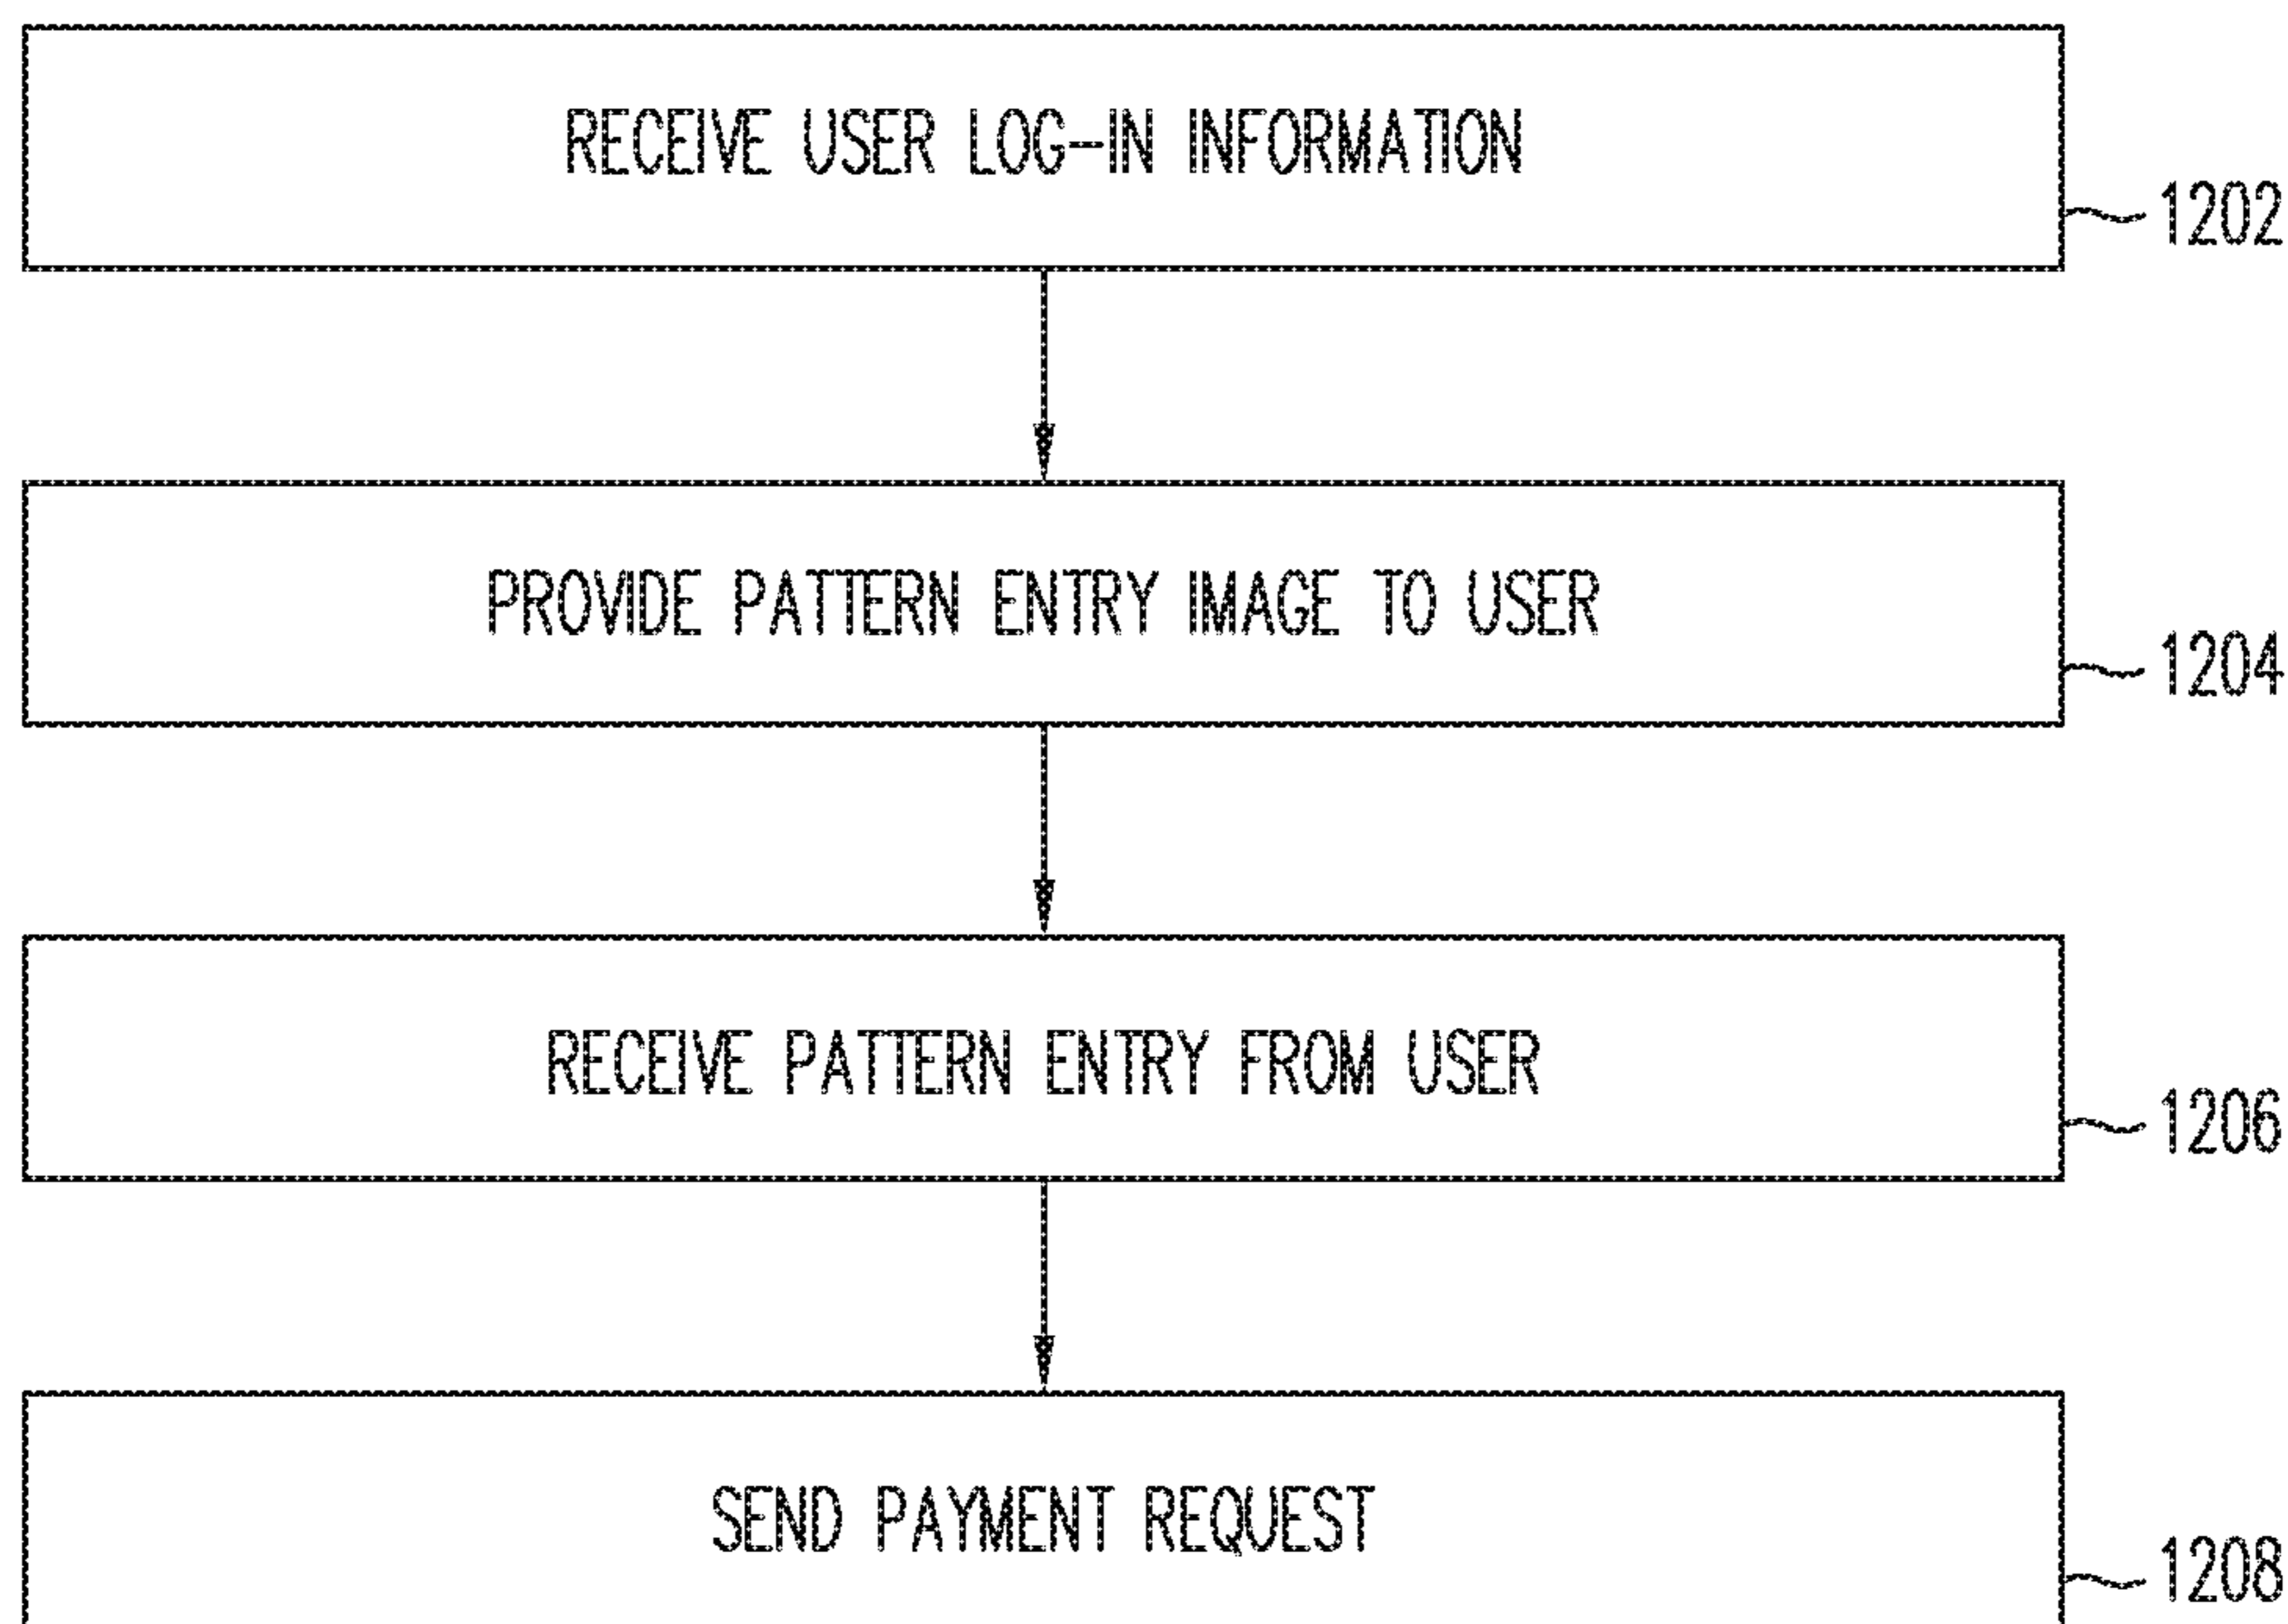 RECEIVE USER LOG-IN INFORMATION
1202
PROVIDE PATTERN ENTRY IMAGE TO USER
1204
RECEIVE PATTERN ENTRY FROM USER
1206
SEND PAYMENT REQUEST
1208